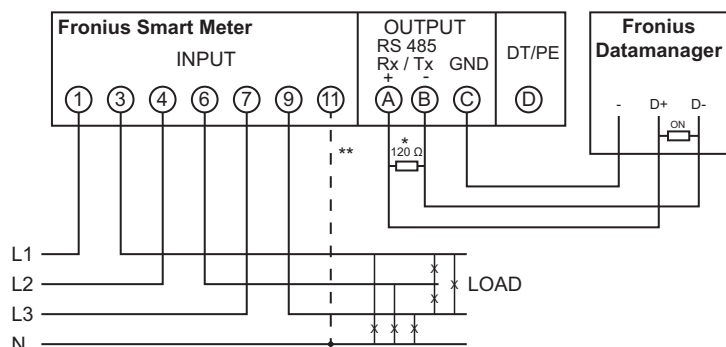 Fronius Smart Meter
INPUT
OUTPUT
RS 485
Rx / Tx GND
+ -
DT/PE
Fronius
Datamanager
1 3 4 6 7 9 11 A B C D
- D+ D-
ON
*
120 Ω
**
L1
L2
LOAD
L3
N